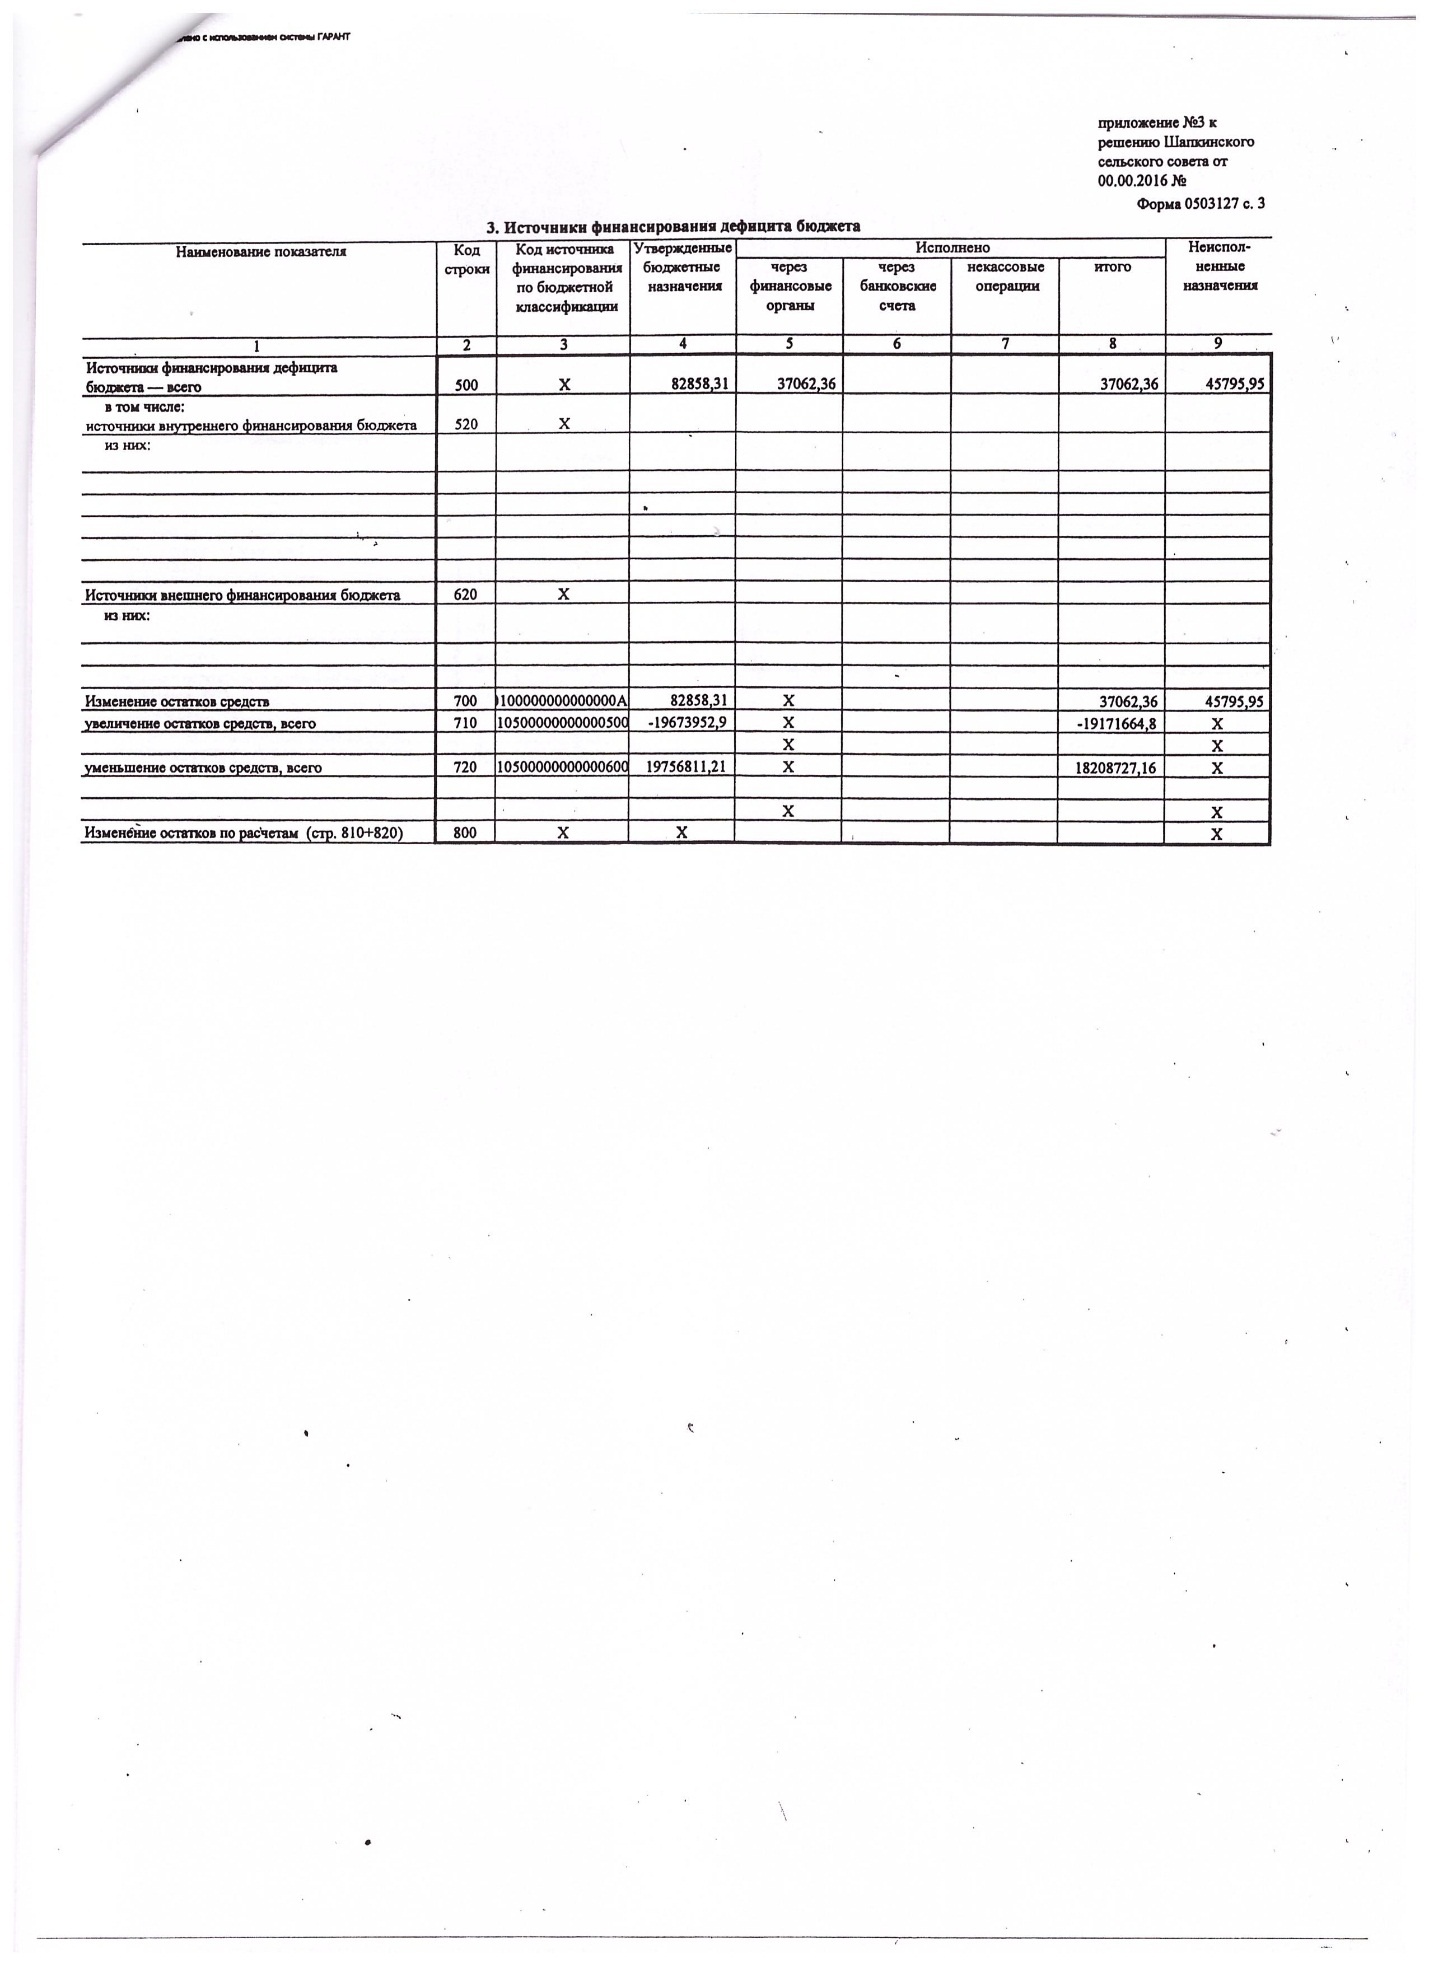 с использованием системы ГАРАНТ
приложение №3 к
решению Шапкинского
сельского совета от
00.00.2016 №
Форма 0503127 с. 3
3. Источники финансирования дефицита бюджета
Наименование показателя
Код
строки
Код источника
финансирования
по бюджетной
классификации
Утвержденные
бюджетные
назначения
Исполнено
через
финансовые
органы
через
банковские
счета
некассовые
операции
итого
Неиспол-
ненные
назначения
1 2 3 4 5 6 7 8 9
Источники финансирования дефицита
бюджета — всего 500 X 82858,31 37062,36 37062,36 45795,95
в том числе:
источники внутреннего финансирования бюджета 520 X
из них:
Источники внешнего финансирования бюджета 620 X
из них:
Изменение остатков средств 700 82858,31 X 37062,36 45795,95
увеличение остатков средств, всего 710 10500000000000500 -19673952,9 X -19171664,8 X
X X
уменьшение остатков средств, всего 720 10500000000000600 19756811,21 X 18208727,16 X
X X
Изменение остатков по расчетам (стр. 810+820) 800 X X X